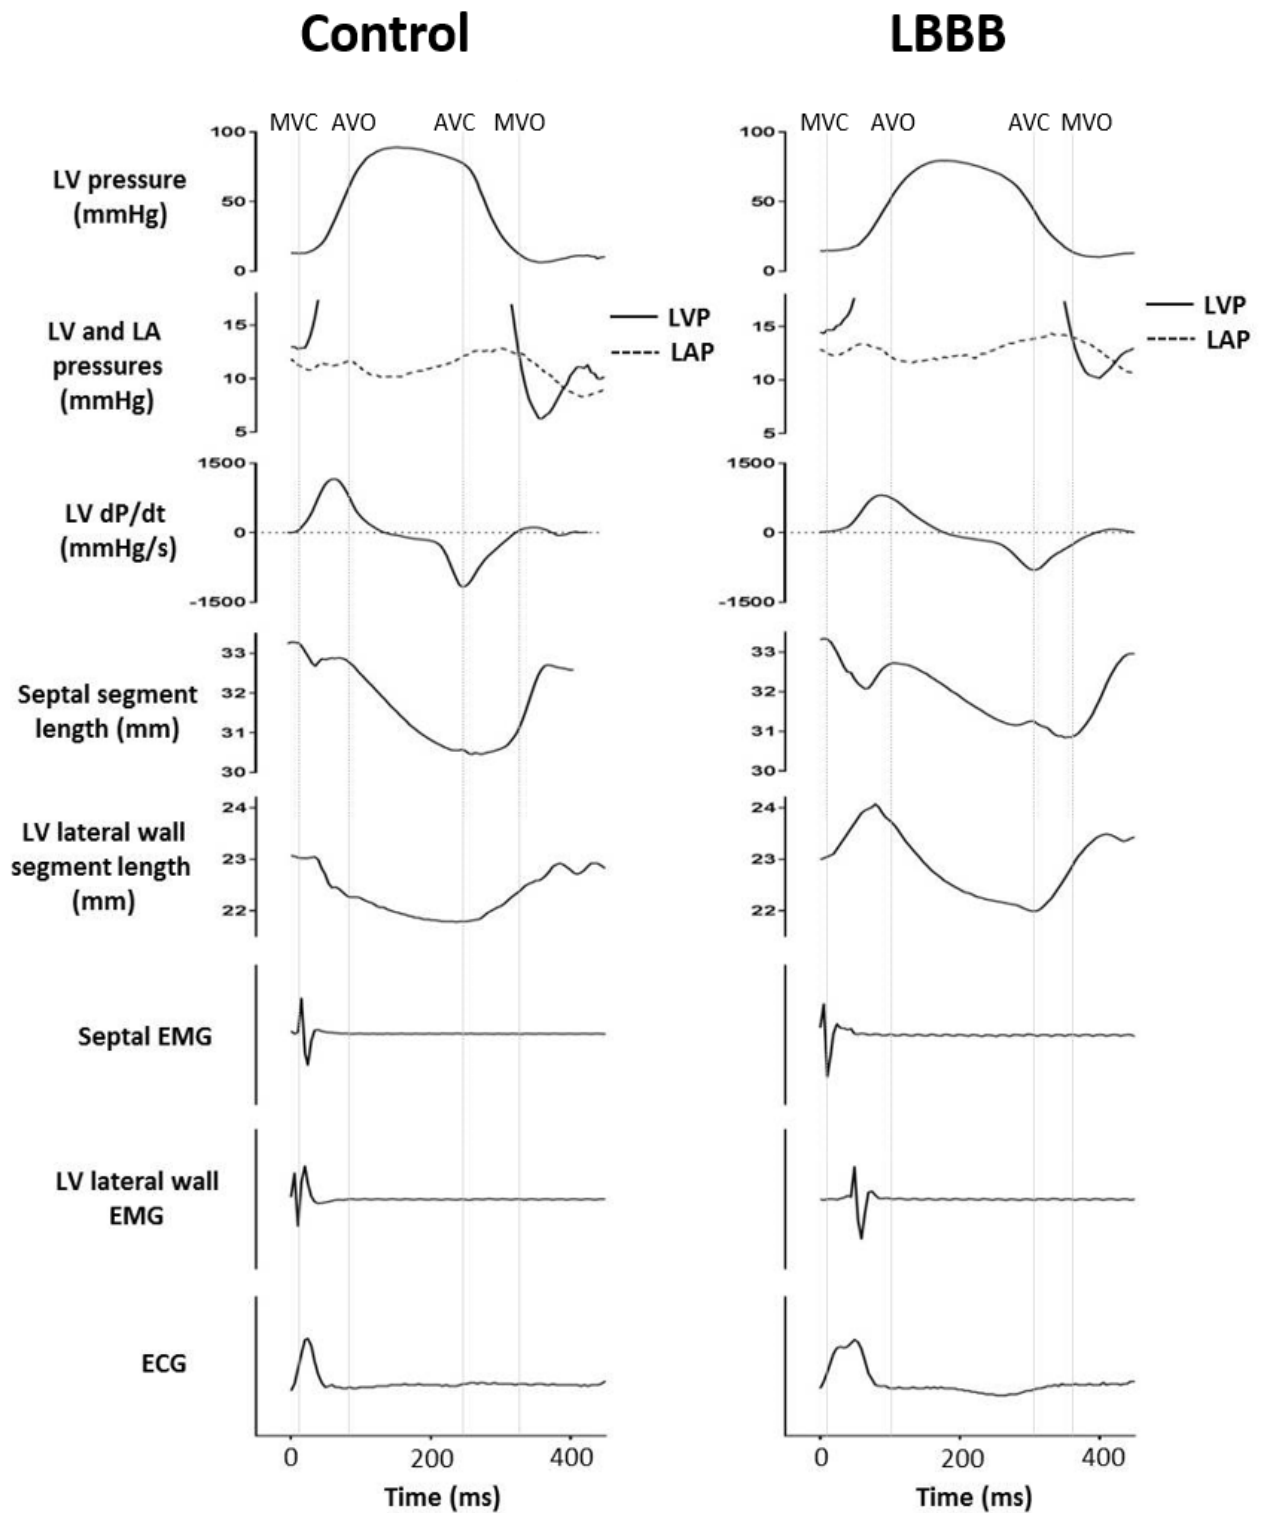 Control LBBB
MVC AVO AVC MVO MVC AVO AVC MVO
LV pressure
(mmHg)
100
50
0
100
50
0
LV and LA
pressures
(mmHg)
15
10
5
LVP
LAP
15
10
5
LVP
LAP
LV dP/dt
(mmHg/s)
1500
0
-1500
1500
0
-1500
Septal segment
length (mm)
33
32
31
30
33
32
31
30
LV lateral wall
segment length
(mm)
24
23
22
24
23
22
Septal EMG
LV lateral wall
EMG
ECG
0 200 400 0 200 400
Time (ms) Time (ms)